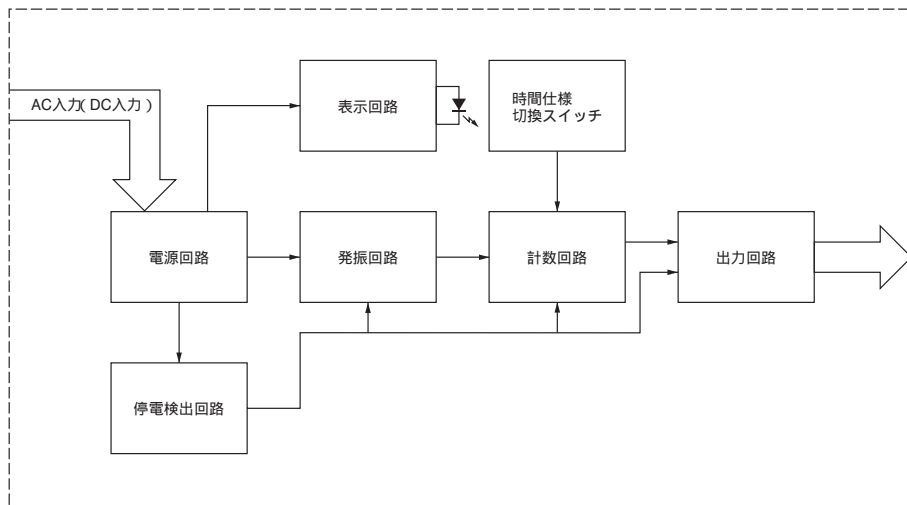 AC入力(DC入力)
表示回路
時間仕様
切換スイッチ
電源回路
発振回路
計数回路
出力回路
停電検出回路